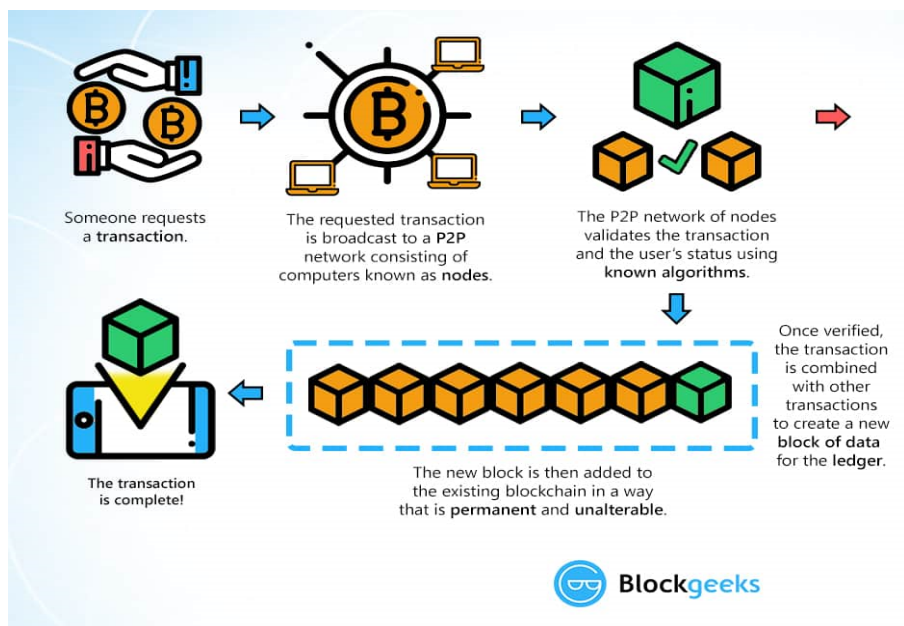 Someone requests
a transaction.
The requested transaction
is broadcast to a P2P
network consisting of
computers known as nodes.
The P2P network of nodes
validates the transaction
and the user's status using
known algorithms.
Once verified,
the transaction
is combined
with other
transactions
to create a new
block of data
for the ledger.
The new block is then added to
the existing blockchain in a way
that is permanent and unalterable.
The transaction
is complete!
Blockgeeks